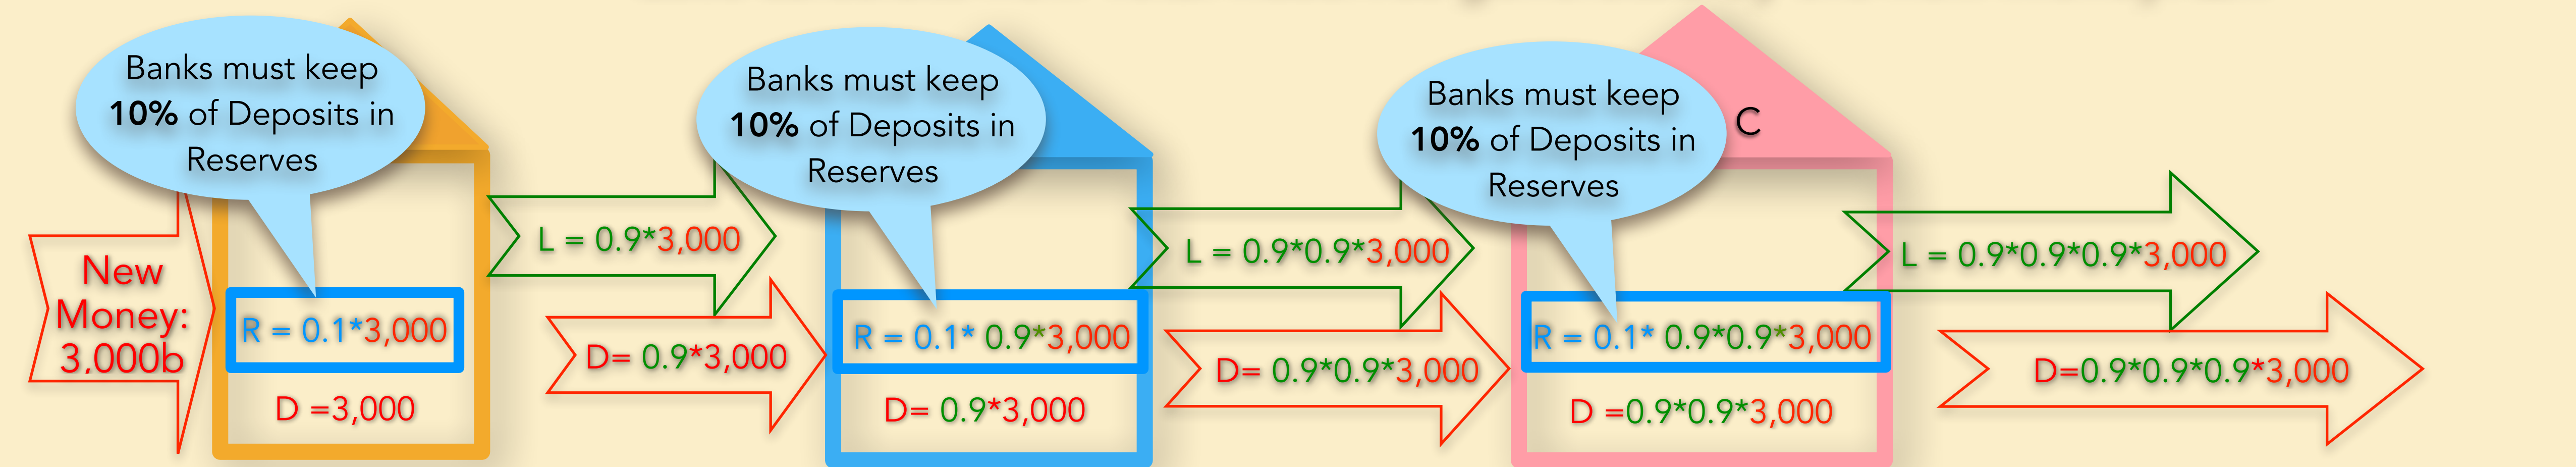 Banks must keep
10% of Deposits in
Reserves
New
Money:
3,000b
R = 0.1*3,000
D =3,000
L = 0.9*3,000
D= 0.9*3,000
Banks must keep
10% of Deposits in
Reserves
R = 0.1* 0.9*3,000
D= 0.9*3,000
L = 0.9*0.9*3,000
D= 0.9*0.9*3,000
Banks must keep
10% of Deposits in
Reserves
C
R = 0.1* 0.9*0.9*3,000
D =0.9*0.9*3,000
L = 0.9*0.9*0.9*3,000
D=0.9*0.9*0.9*3,000